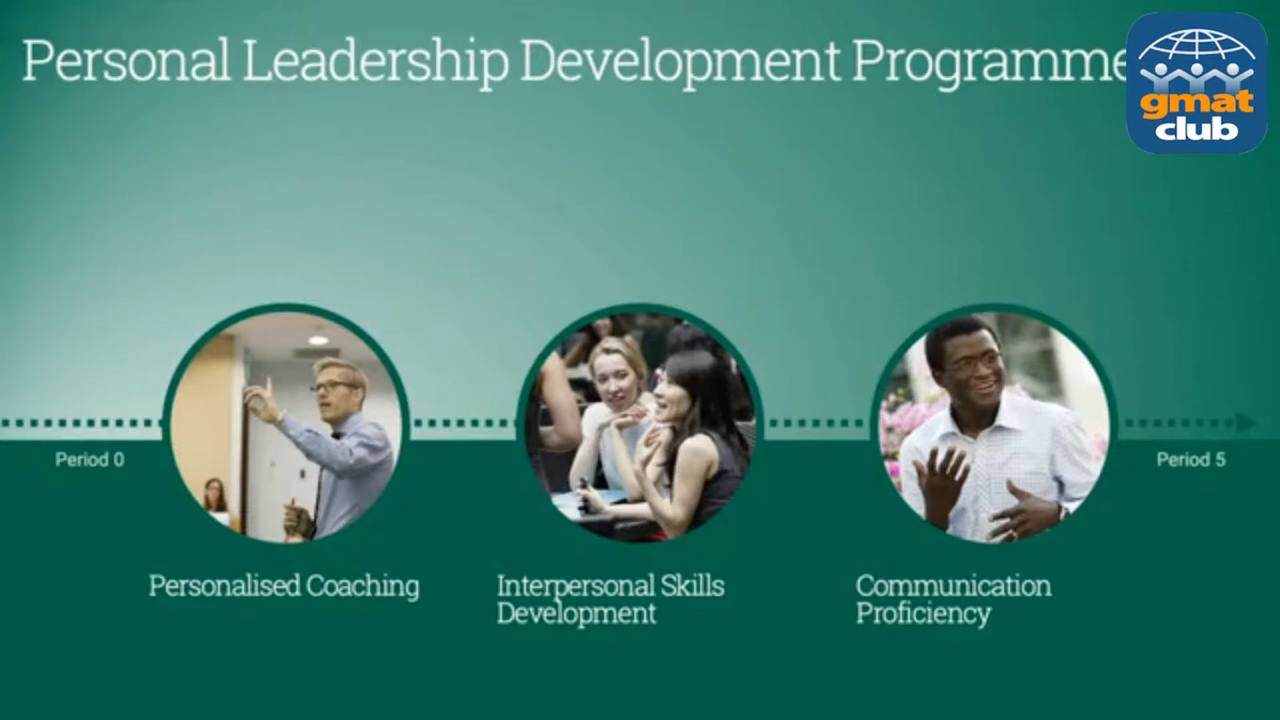 Personal Leadership Development Programme
gmat
club
Period 0
Period 5
Personalised Coaching
Interpersonal Skills
Development
Communication
Proficiency